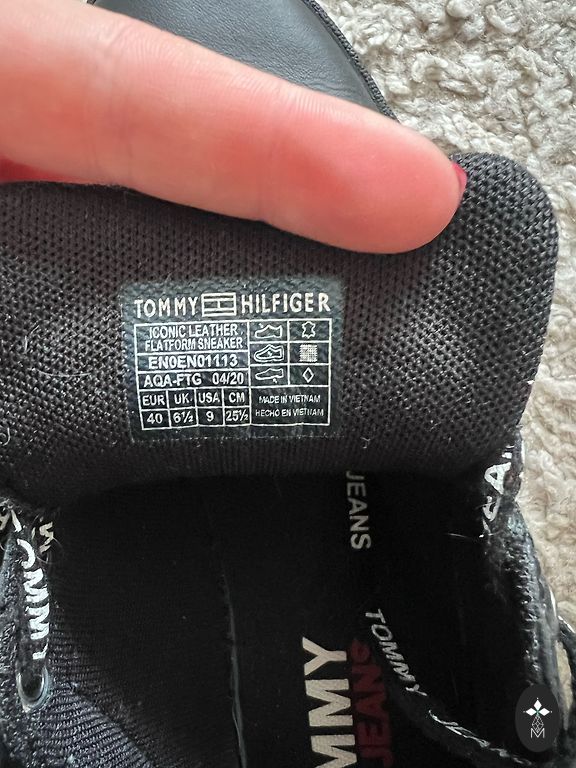 TOMMY HILFIGER
ICONIC LEATHER
FLATFORM SNEAKER
EN0EN01113
AQA-FTG 04/20
EUR UK USA CM
40 6½ 9 25½
MADE IN VIETNAM
HECHO EN VIETNAM
JEANS
TOMMY
TOMMY
MMY
JEANS
M